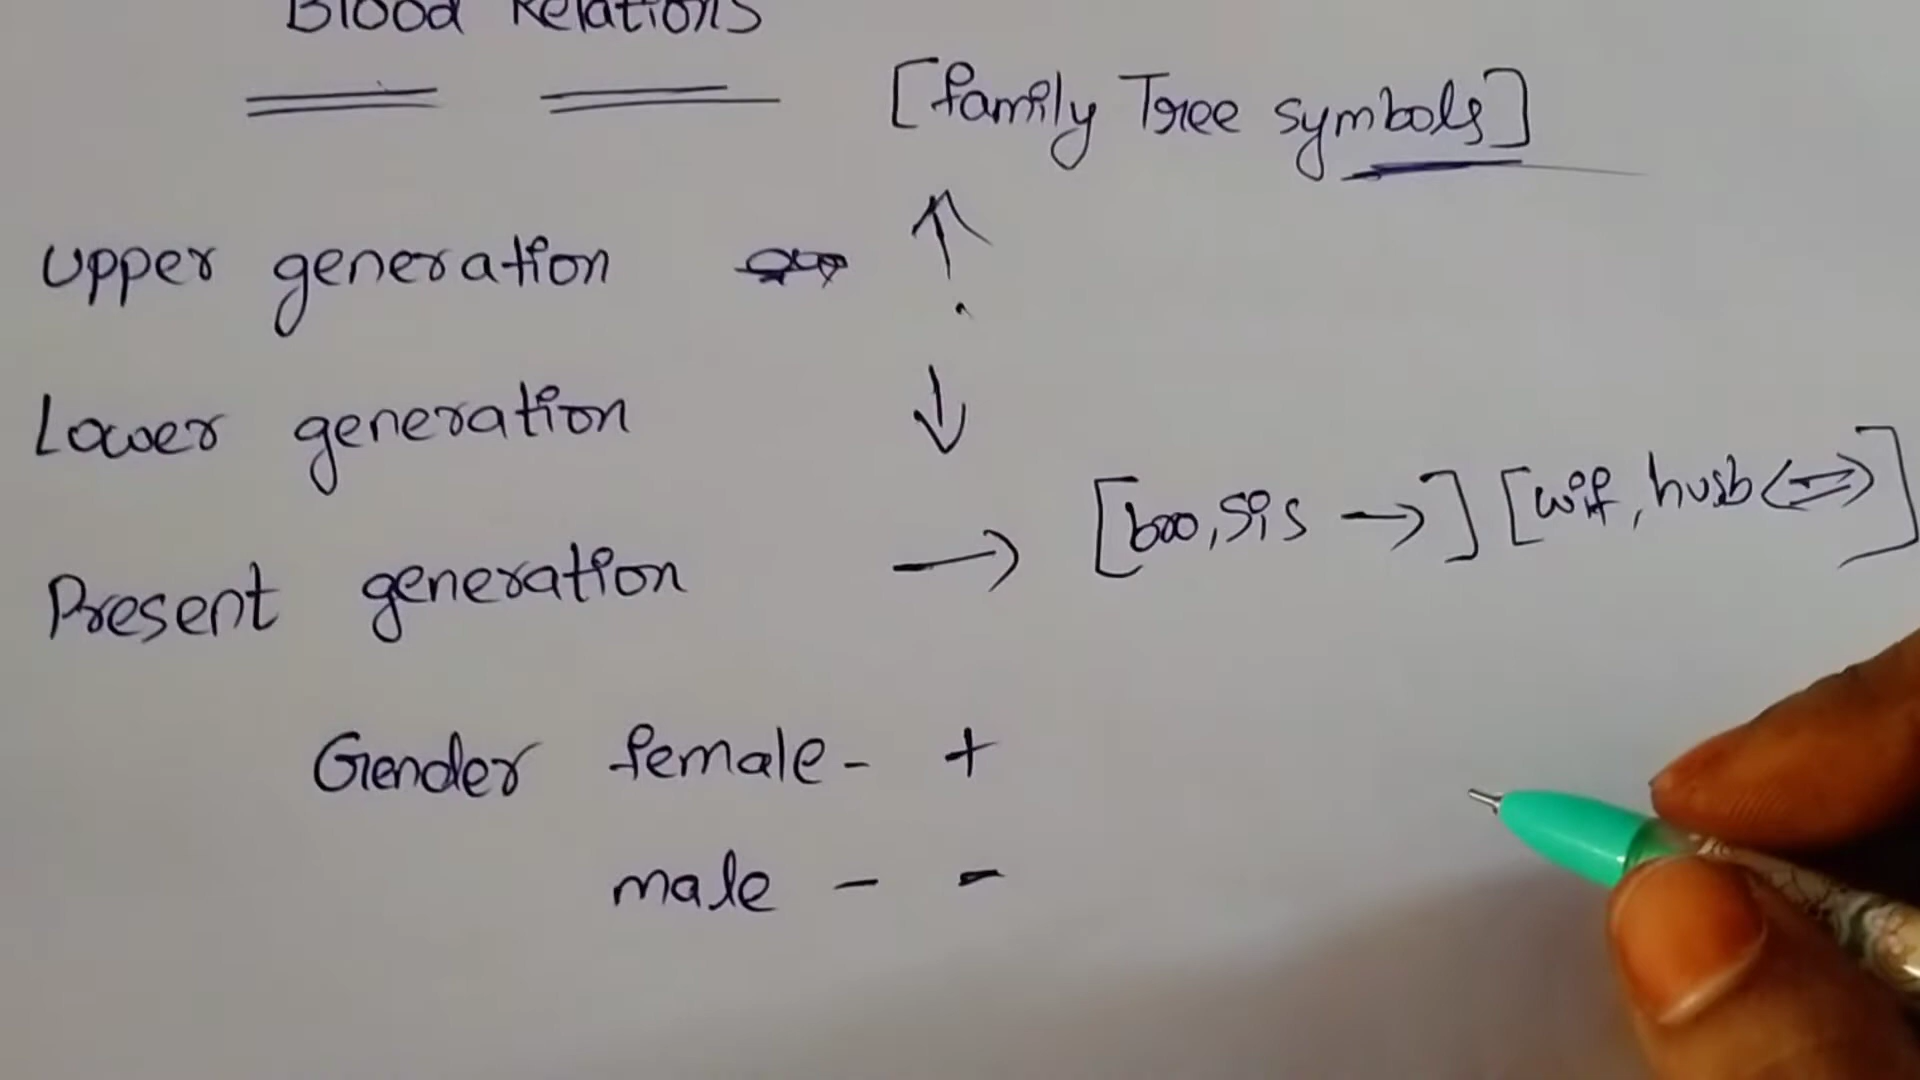 Blood Relations
[family Tree symbols]
Upper generation ↑
Lower generation ↓
Present generation → [bro, sis →] [wif, husb ⇔]
Gender female - +
male - -